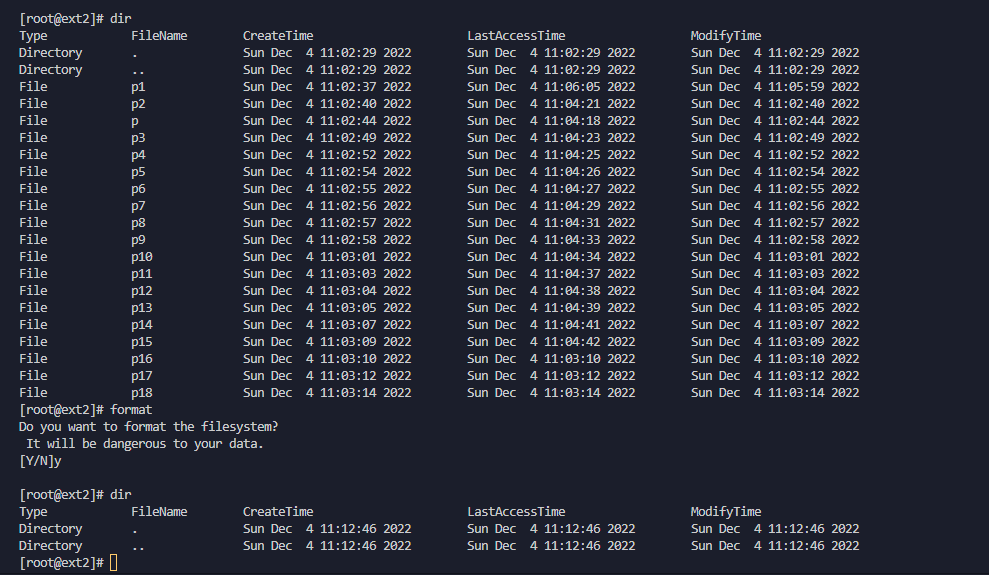 [root@ext2]# dir
Type            FileName        CreateTime                      LastAccessTime                  ModifyTime
Directory       .               Sun Dec  4 11:02:29 2022        Sun Dec  4 11:02:29 2022        Sun Dec  4 11:02:29 2022
Directory       ..              Sun Dec  4 11:02:29 2022        Sun Dec  4 11:02:29 2022        Sun Dec  4 11:02:29 2022
File            p1              Sun Dec  4 11:02:37 2022        Sun Dec  4 11:06:05 2022        Sun Dec  4 11:05:59 2022
File            p2              Sun Dec  4 11:02:40 2022        Sun Dec  4 11:04:21 2022        Sun Dec  4 11:02:40 2022
File            p               Sun Dec  4 11:02:44 2022        Sun Dec  4 11:04:18 2022        Sun Dec  4 11:02:44 2022
File            p3              Sun Dec  4 11:02:49 2022        Sun Dec  4 11:04:23 2022        Sun Dec  4 11:02:49 2022
File            p4              Sun Dec  4 11:02:52 2022        Sun Dec  4 11:04:25 2022        Sun Dec  4 11:02:52 2022
File            p5              Sun Dec  4 11:02:54 2022        Sun Dec  4 11:04:26 2022        Sun Dec  4 11:02:54 2022
File            p6              Sun Dec  4 11:02:55 2022        Sun Dec  4 11:04:27 2022        Sun Dec  4 11:02:55 2022
File            p7              Sun Dec  4 11:02:56 2022        Sun Dec  4 11:04:29 2022        Sun Dec  4 11:02:56 2022
File            p8              Sun Dec  4 11:02:57 2022        Sun Dec  4 11:04:31 2022        Sun Dec  4 11:02:57 2022
File            p9              Sun Dec  4 11:02:58 2022        Sun Dec  4 11:04:33 2022        Sun Dec  4 11:02:58 2022
File            p10             Sun Dec  4 11:03:01 2022        Sun Dec  4 11:04:34 2022        Sun Dec  4 11:03:01 2022
File            p11             Sun Dec  4 11:03:03 2022        Sun Dec  4 11:04:37 2022        Sun Dec  4 11:03:03 2022
File            p12             Sun Dec  4 11:03:04 2022        Sun Dec  4 11:04:38 2022        Sun Dec  4 11:03:04 2022
File            p13             Sun Dec  4 11:03:05 2022        Sun Dec  4 11:04:39 2022        Sun Dec  4 11:03:05 2022
File            p14             Sun Dec  4 11:03:07 2022        Sun Dec  4 11:04:41 2022        Sun Dec  4 11:03:07 2022
File            p15             Sun Dec  4 11:03:09 2022        Sun Dec  4 11:04:42 2022        Sun Dec  4 11:03:09 2022
File            p16             Sun Dec  4 11:03:10 2022        Sun Dec  4 11:03:10 2022        Sun Dec  4 11:03:10 2022
File            p17             Sun Dec  4 11:03:12 2022        Sun Dec  4 11:03:12 2022        Sun Dec  4 11:03:12 2022
File            p18             Sun Dec  4 11:03:14 2022        Sun Dec  4 11:03:14 2022        Sun Dec  4 11:03:14 2022
[root@ext2]# format
Do you want to format the filesystem?
 It will be dangerous to your data.
[Y/N]y

[root@ext2]# dir
Type            FileName        CreateTime                      LastAccessTime                  ModifyTime
Directory       .               Sun Dec  4 11:12:46 2022        Sun Dec  4 11:12:46 2022        Sun Dec  4 11:12:46 2022
Directory       ..              Sun Dec  4 11:12:46 2022        Sun Dec  4 11:12:46 2022        Sun Dec  4 11:12:46 2022
[root@ext2]#